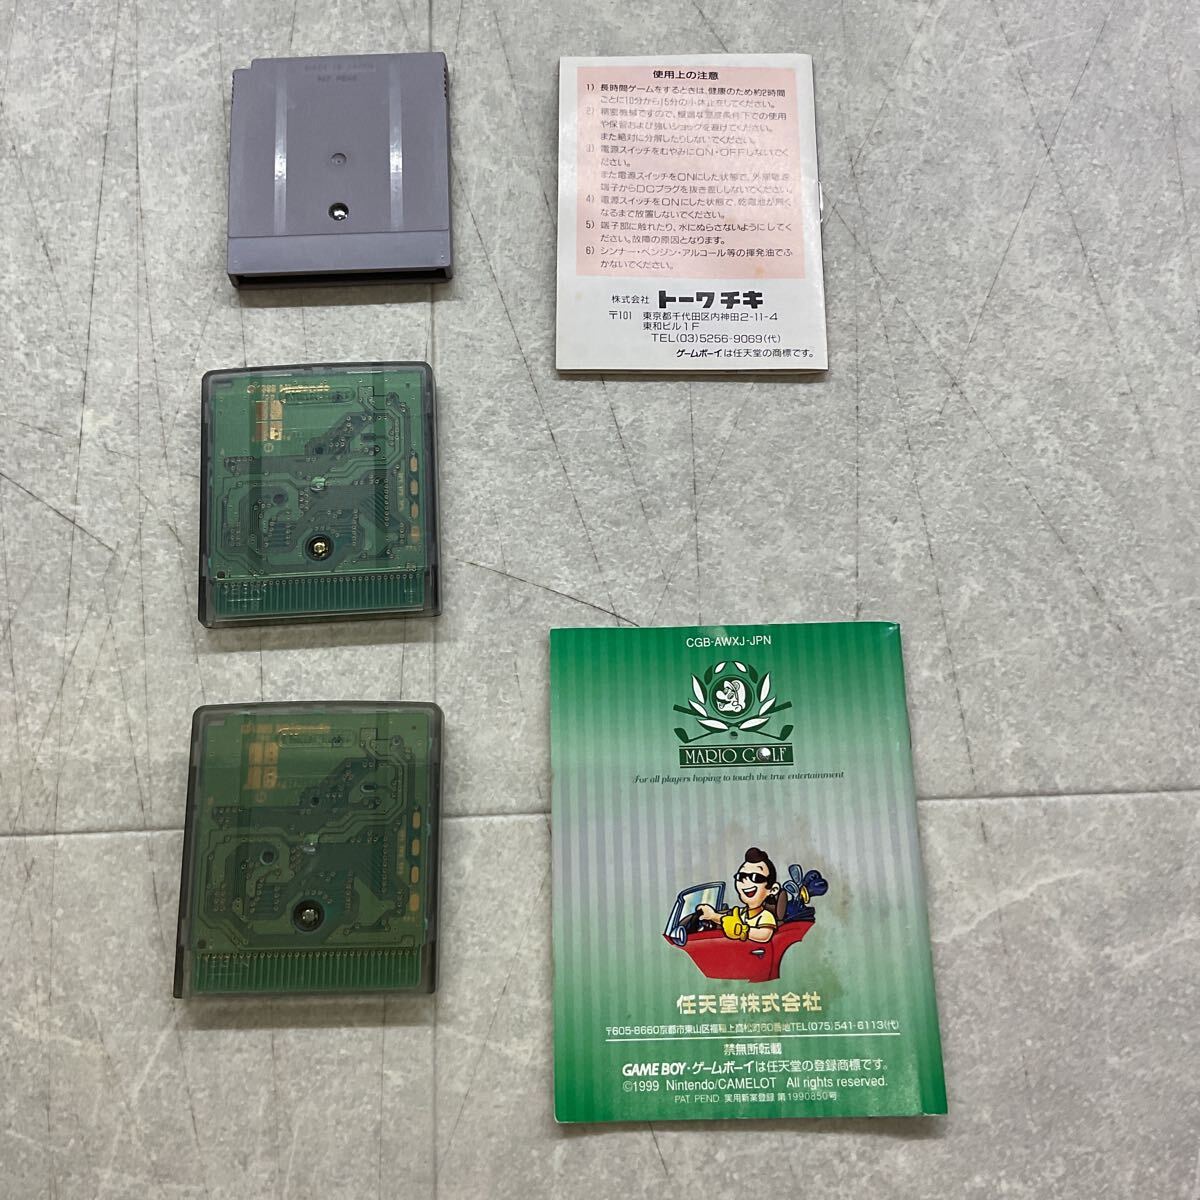 MADE IN JAPAN
PAT. PEND
使用上の注意
1) 長時間ゲームをするときは、健康のため約2時間
ごとに10分から15分の小休止をしてください。
2) 精密機械ですので、極端な温度条件下での使用
や保管および強いショックを避けてください。
また絶対に分解したりしないでください。
3) 電源スイッチをむやみにON・OFFしないでく
ださい。
また電源スイッチをONにした状態で、外部電源
端子からDCプラグを抜き差ししないでください。
4) 電源スイッチをONにした状態で、乾電池が無く
なるまで放置しないでください。
5) 端子部に触れたり、水にぬらさないようにしてく
ださい。故障の原因となります。
6) シンナー・ベンジン・アルコール等の揮発油でふ
かないでください。
株式会社 トーワチキ
〒101 東京都千代田区内神田2-11-4
東和ビル1F
TEL(03)5256-9069(代)
ゲームボーイは任天堂の商標です。
Nintendo
Nintendo
CGB-AWXJ-JPN
MARIO GOLF
For all players hoping to touch the true entertainment
任天堂株式会社
〒605-8660京都市東山区福稲上高松町60番地TEL(075)541-6113(代)
禁無断転載
GAME BOY・ゲームボーイは任天堂の登録商標です。
©1999 Nintendo/CAMELOT All rights reserved.
PAT. PEND. 実用新案登録 第1990850号